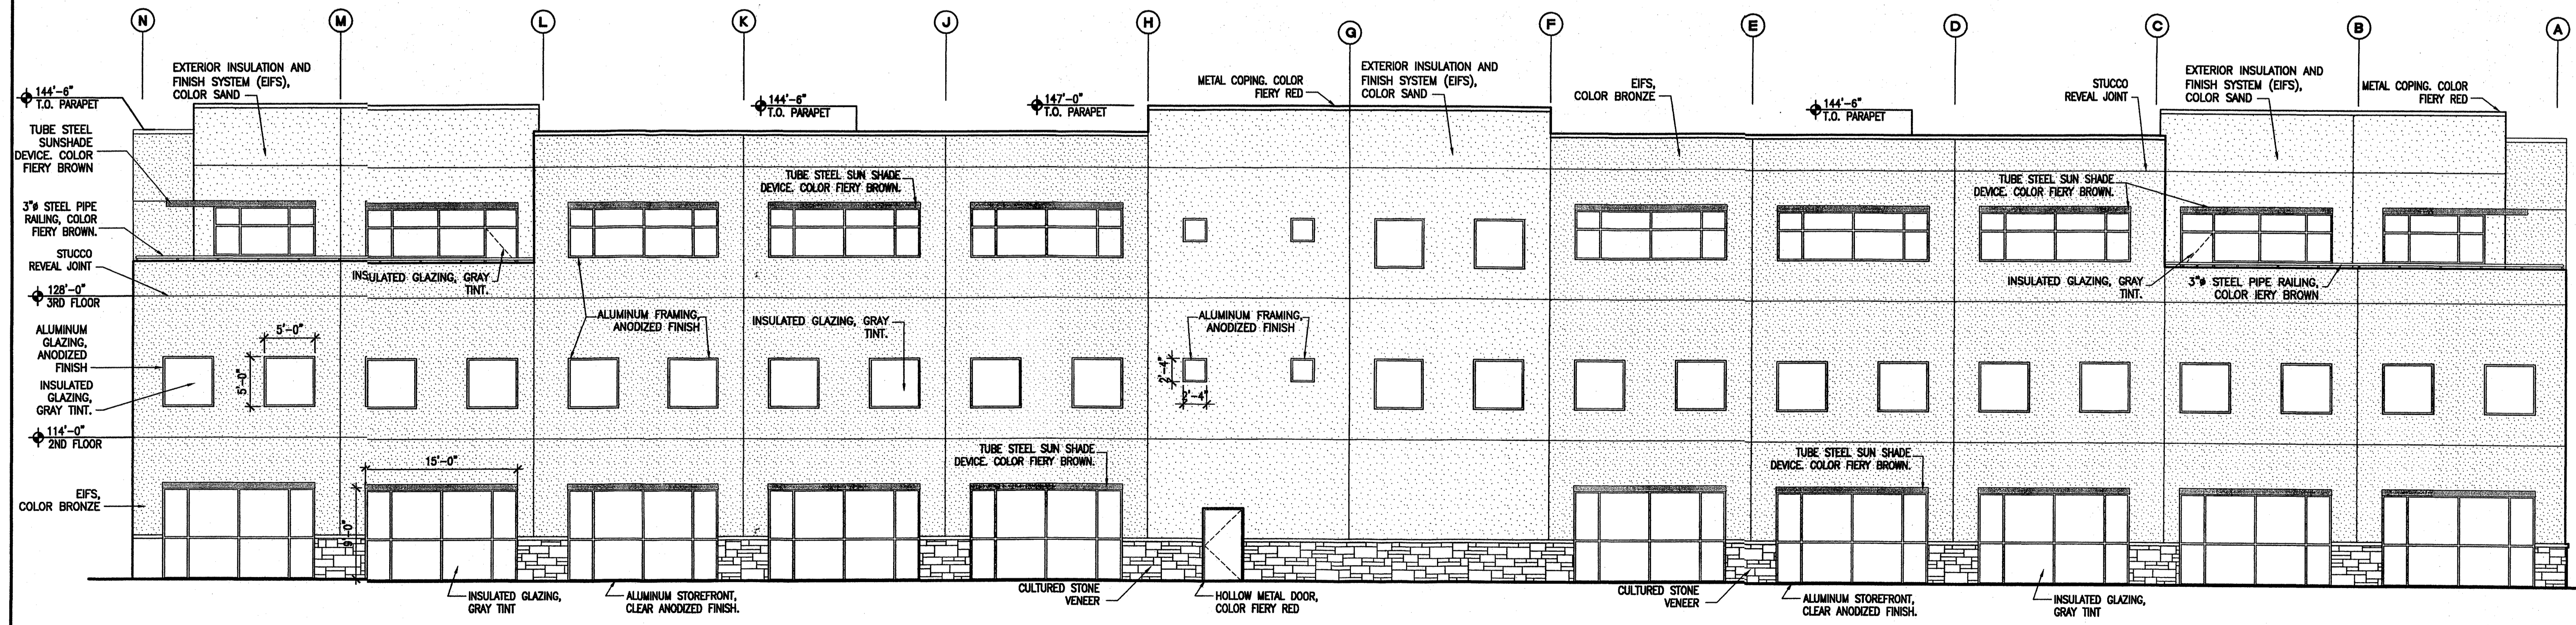 N
M
L
K
J
H
G
F
E
D
C
B
A
EXTERIOR INSULATION AND
FINISH SYSTEM (EIFS),
COLOR SAND
METAL COPING. COLOR
FIERY RED
EXTERIOR INSULATION AND
FINISH SYSTEM (EIFS),
COLOR SAND
EIFS,
COLOR BRONZE
STUCCO
REVEAL JOINT
EXTERIOR INSULATION AND
FINISH SYSTEM (EIFS),
COLOR SAND
METAL COPING. COLOR
FIERY RED
144'-6"
T.O. PARAPET
144'-6"
T.O. PARAPET
147'-0"
T.O. PARAPET
144'-6"
T.O. PARAPET
TUBE STEEL
SUNSHADE
DEVICE. COLOR
FIERY BROWN
TUBE STEEL SUN SHADE
DEVICE. COLOR FIERY BROWN.
TUBE STEEL SUN SHADE
DEVICE. COLOR FIERY BROWN.
3"ø STEEL PIPE
RAILING, COLOR
FIERY BROWN.
STUCCO
REVEAL JOINT
INSULATED GLAZING, GRAY
TINT.
INSULATED GLAZING, GRAY
TINT.
3"ø STEEL PIPE RAILING,
COLOR IERY BROWN
128'-0"
3RD FLOOR
ALUMINUM
GLAZING,
ANODIZED
FINISH
5'-0"
5'-0"
ALUMINUM FRAMING,
ANODIZED FINISH
INSULATED GLAZING, GRAY
TINT.
ALUMINUM FRAMING,
ANODIZED FINISH
2'-4"
2'-4"
INSULATED
GLAZING,
GRAY TINT.
114'-0"
2ND FLOOR
15'-0"
TUBE STEEL SUN SHADE
DEVICE. COLOR FIERY BROWN.
TUBE STEEL SUN SHADE
DEVICE. COLOR FIERY BROWN.
EIFS,
COLOR BRONZE
9'-0"
INSULATED GLAZING,
GRAY TINT
ALUMINUM STOREFRONT,
CLEAR ANODIZED FINISH.
CULTURED STONE
VENEER
HOLLOW METAL DOOR,
COLOR FIERY RED
CULTURED STONE
VENEER
ALUMINUM STOREFRONT,
CLEAR ANODIZED FINISH.
INSULATED GLAZING,
GRAY TINT